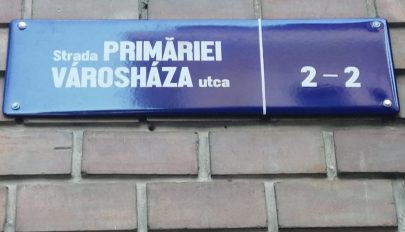 Strada PRIMĂRIEI
VÁROSHÁZA utca
2-2